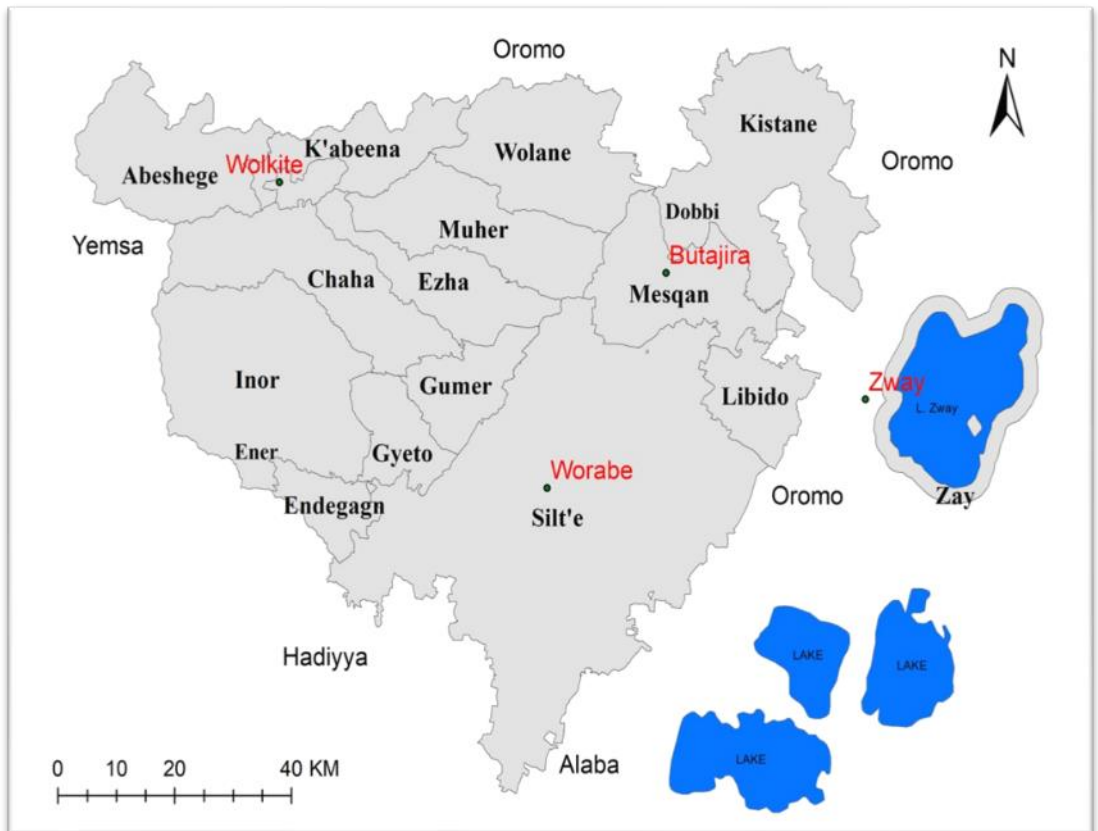 Oromo
N
Kistane
K'abeena
Wolane
Wolkite
Abeshege
Oromo
Dobbi
Muher
Yemsa
Butajira
Chaha
Ezha
Mesqan
Inor
Gumer
Libido
Zway
L. Zway
Ener
Gyeto
Worabe
Oromo
Zay
Endegagn
Silt'e
Hadiyya
LAKE
LAKE
LAKE
Alaba
0 10 20 40 KM